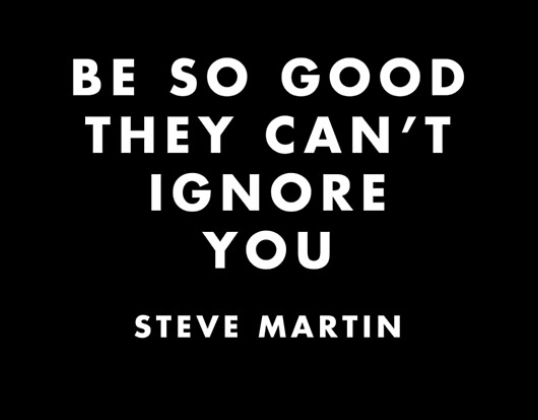 BE SO GOOD
THEY CAN’T
IGNORE
YOU
STEVE MARTIN